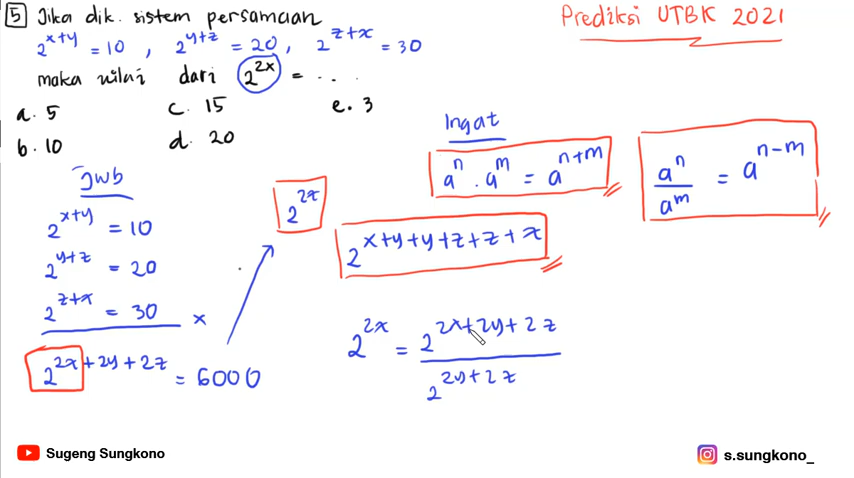 5 Jika dik. sistem persamaan
Prediksi UTBK 2021
2^{x+y} = 10 , 2^{y+z} = 20 , 2^{z+x} = 30
maka nilai dari 2^{2x} = ...
a. 5 c. 15 e. 3
b. 10 d. 20
Ingat
a^n . a^m = a^{n+m}
a^n / a^m = a^{n-m}
Jwb
2^{x+y} = 10
2^{y+z} = 20
2^{z+x} = 30 x
2^{2x+2y+2z} = 6000
2^{2x}
2^{x+y+y+z+z+x}
2^{2x} = 2^{2x+2y+2z} / 2^{2y+2z}
Sugeng Sungkono
s.sungkono_